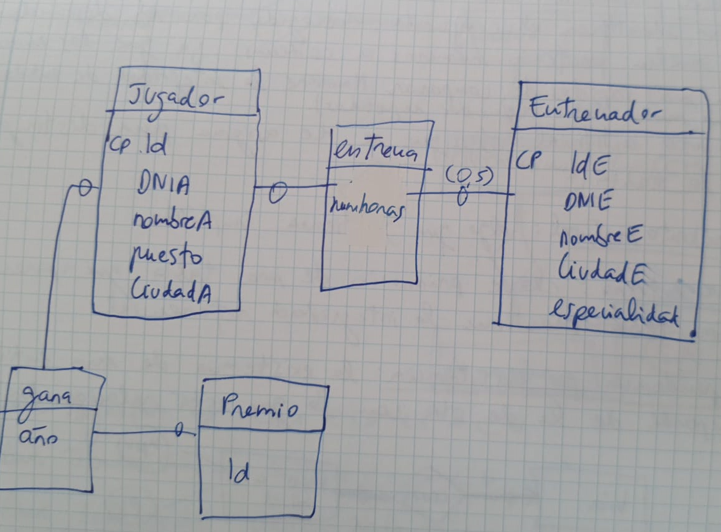 Jugador
CP Id
DNIA
nombreA
puesto
CiudadA
entrena
numhoras
(0,5)
Entrenador
CP IdE
DNIE
nombreE
CiudadE
especialidad
gana
año
Premio
Id